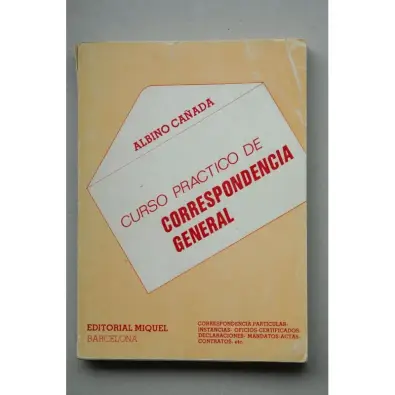 ALBINO CAÑADA
CURSO PRACTICO DE
CORRESPONDENCIA
GENERAL
EDITORIAL MIQUEL
BARCELONA
CORRESPONDENCIA PARTICULAR-
INSTANCIAS- OFICIOS-CERTIFICADOS-
DECLARACIONES- MANDATOS-ACTAS-
CONTRATOS, etc.